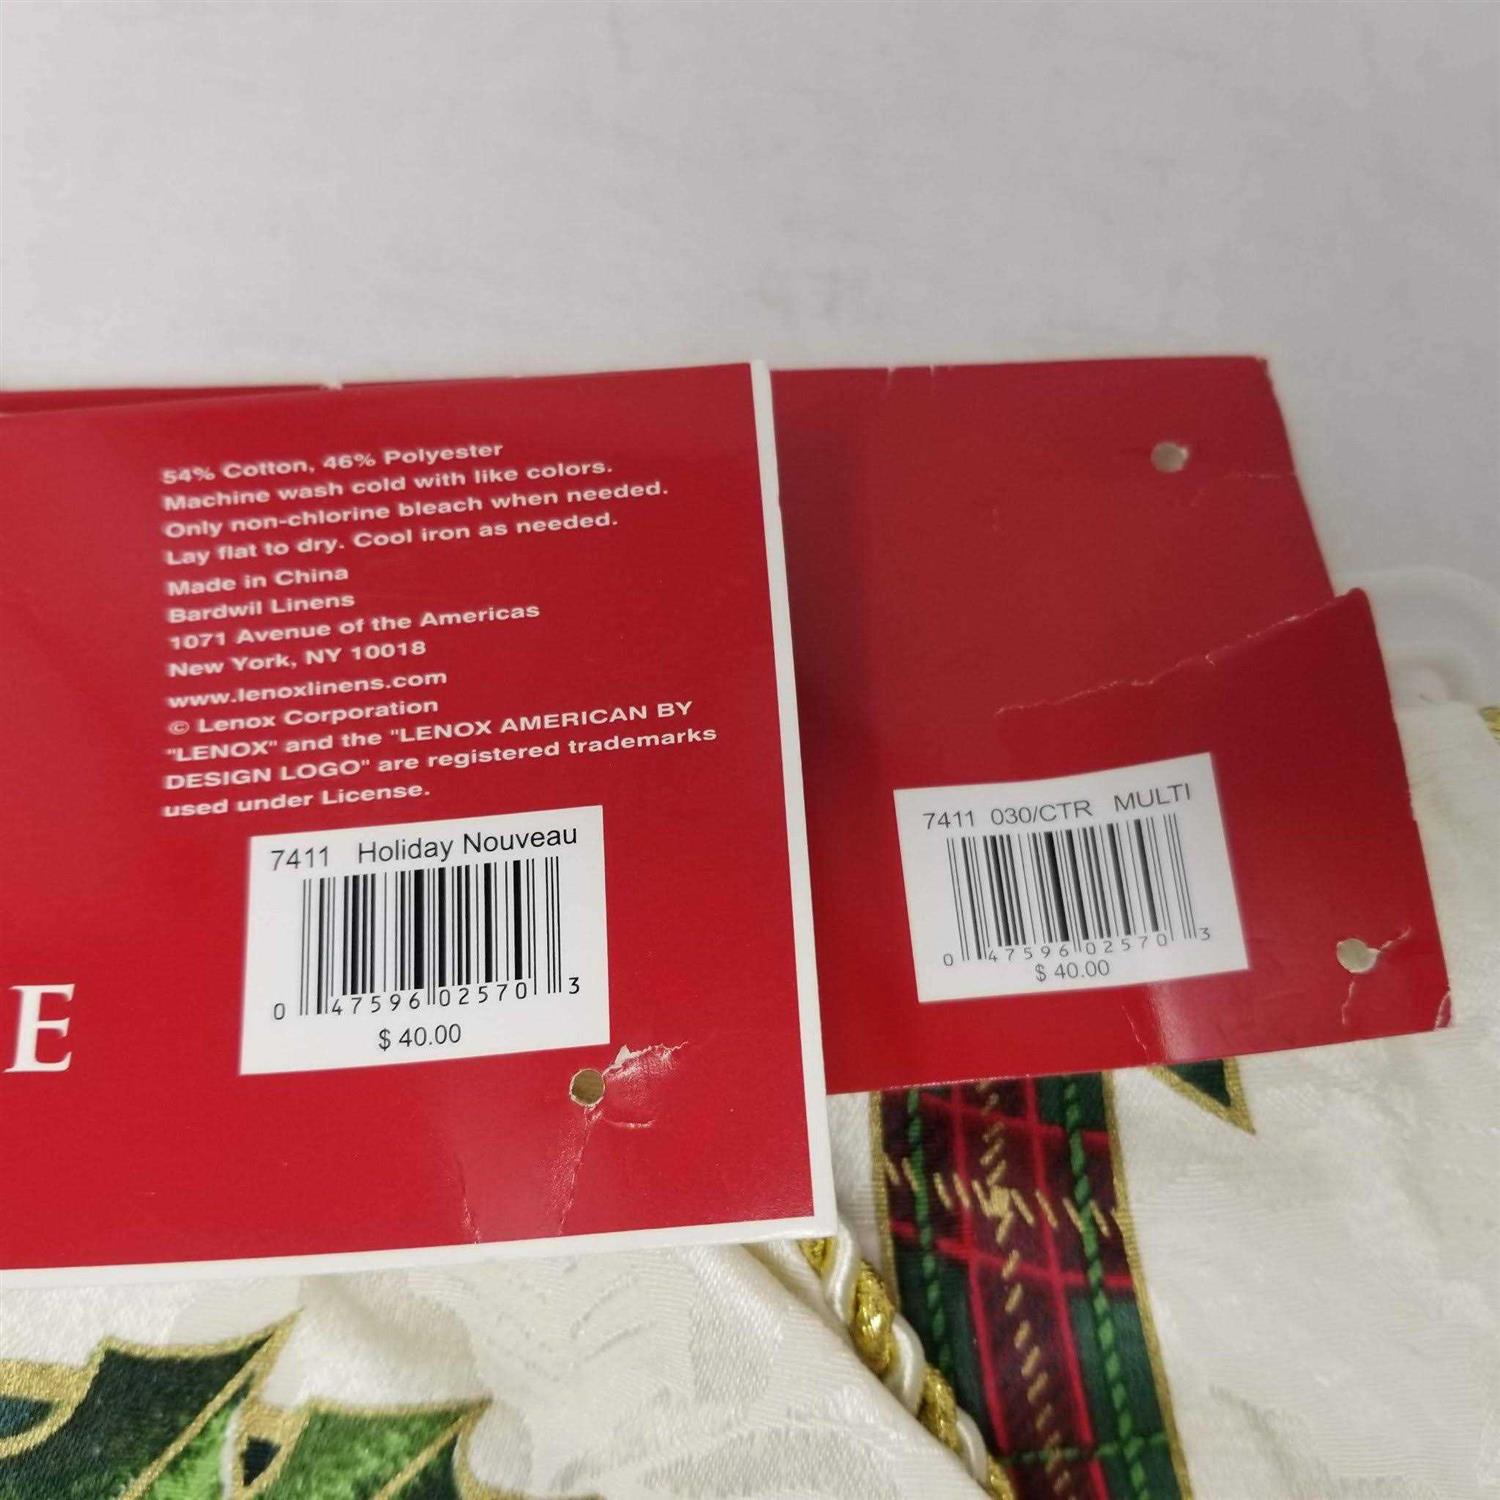 54% Cotton, 46% Polyester
Machine wash cold with like colors.
Only non-chlorine bleach when needed.
Lay flat to dry. Cool iron as needed.
Made in China
Bardwil Linens
1071 Avenue of the Americas
New York, NY 10018
www.lenoxlinens.com
© Lenox Corporation
"LENOX" and the "LENOX AMERICAN BY
DESIGN LOGO" are registered trademarks
used under License.
7411 Holiday Nouveau
0 47596 02570 3
$ 40.00
E
7411 030/CTR MULTI
0 47596 02570 3
$ 40.00